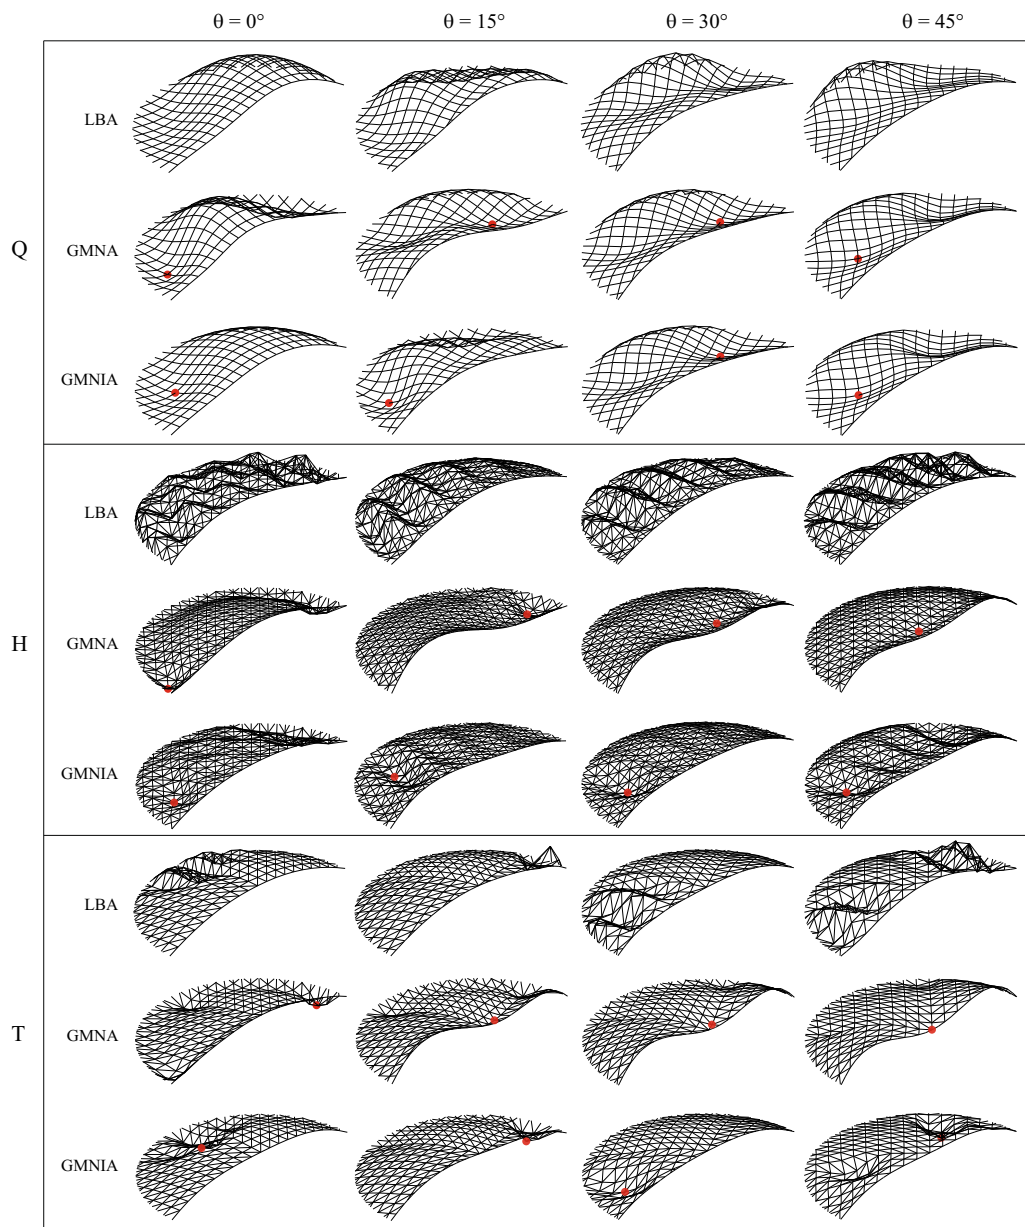 θ = 0° θ = 15° θ = 30° θ = 45°
LBA
Q GMNA
GMNIA
LBA
H GMNA
GMNIA
LBA
T GMNA
GMNIA